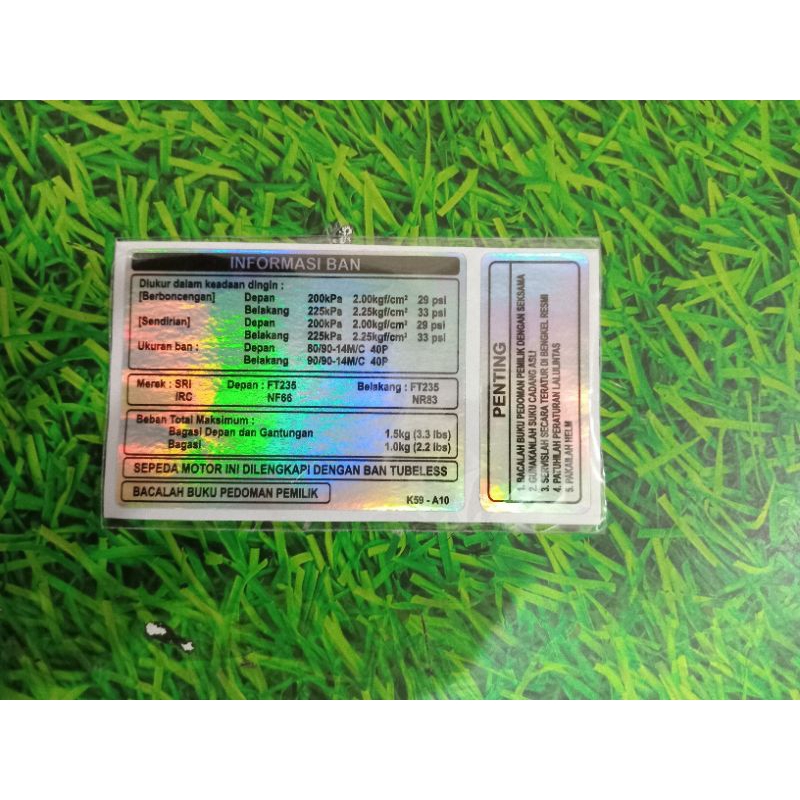 INFORMASI BAN
Diukur dalam keadaan dingin :
[Berboncengan] Depan 200kPa 2.00kgf/cm² 29 psi
Belakang 225kPa 2.25kgf/cm² 33 psi
[Sendirian] Depan 200kPa 2.00kgf/cm² 29 psi
Belakang 225kPa 2.25kgf/cm² 33 psi
Ukuran ban : Depan 80/90-14M/C 40P
Belakang 90/90-14M/C 40P
Merek : SRI Depan : FT235 Belakang : FT235
IRC NF66 NR83
Beban Total Maksimum :
Bagasi Depan dan Gantungan 1.5kg (3.3 lbs)
Bagasi 1.0kg (2.2 lbs)
SEPEDA MOTOR INI DILENGKAPI DENGAN BAN TUBELESS
BACALAH BUKU PEDOMAN PEMILIK
K59 - A10
PENTING
1. BACALAH BUKU PEDOMAN PEMILIK DENGAN SEKSAMA
2. GUNAKANLAH SUKU CADANG ASLI
3. SERVISLAH SECARA TERATUR DI BENGKEL RESMI
4. PATUHILAH PERATURAN LALULINTAS
5. PAKAILAH HELM